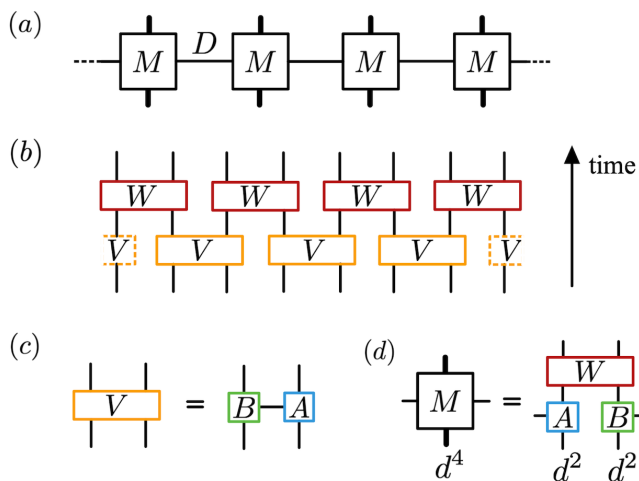 (a)
D
M M M M
(b)
W W W W
time
V V V V V
(c)
(d)
V = B A
M = W
A B
d⁴ d² d²